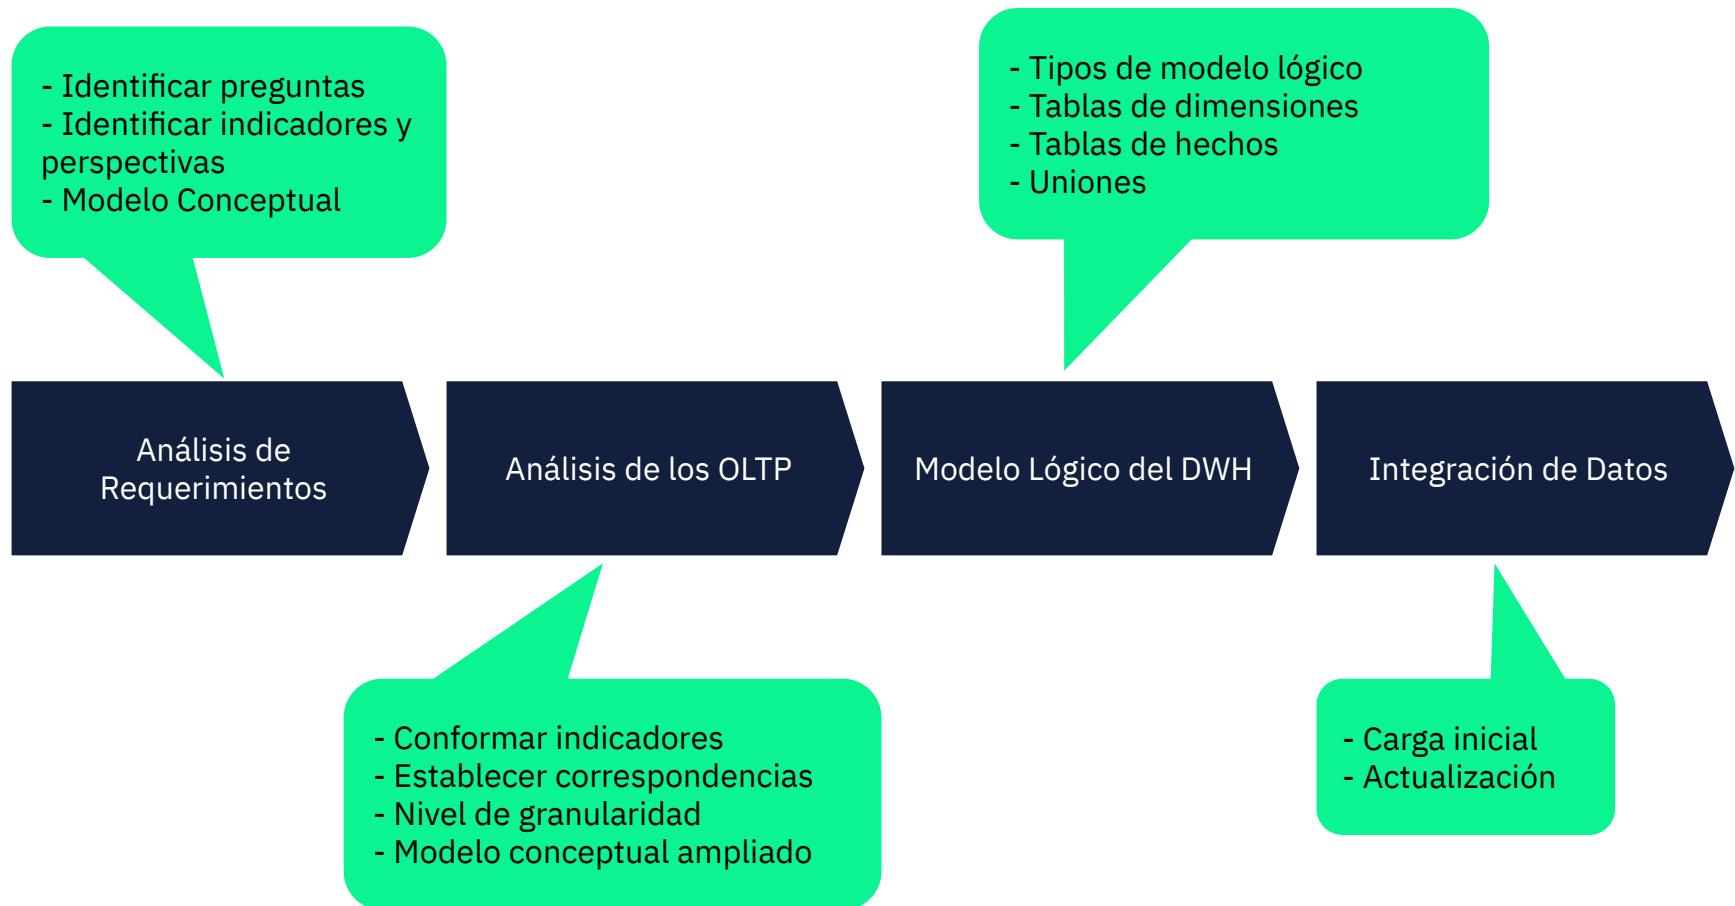 - Identificar preguntas
- Identificar indicadores y
perspectivas
- Modelo Conceptual
- Tipos de modelo lógico
- Tablas de dimensiones
- Tablas de hechos
- Uniones
Análisis de
Requerimientos
Análisis de los OLTP
Modelo Lógico del DWH
Integración de Datos
- Conformar indicadores
- Establecer correspondencias
- Nivel de granularidad
- Modelo conceptual ampliado
- Carga inicial
- Actualización